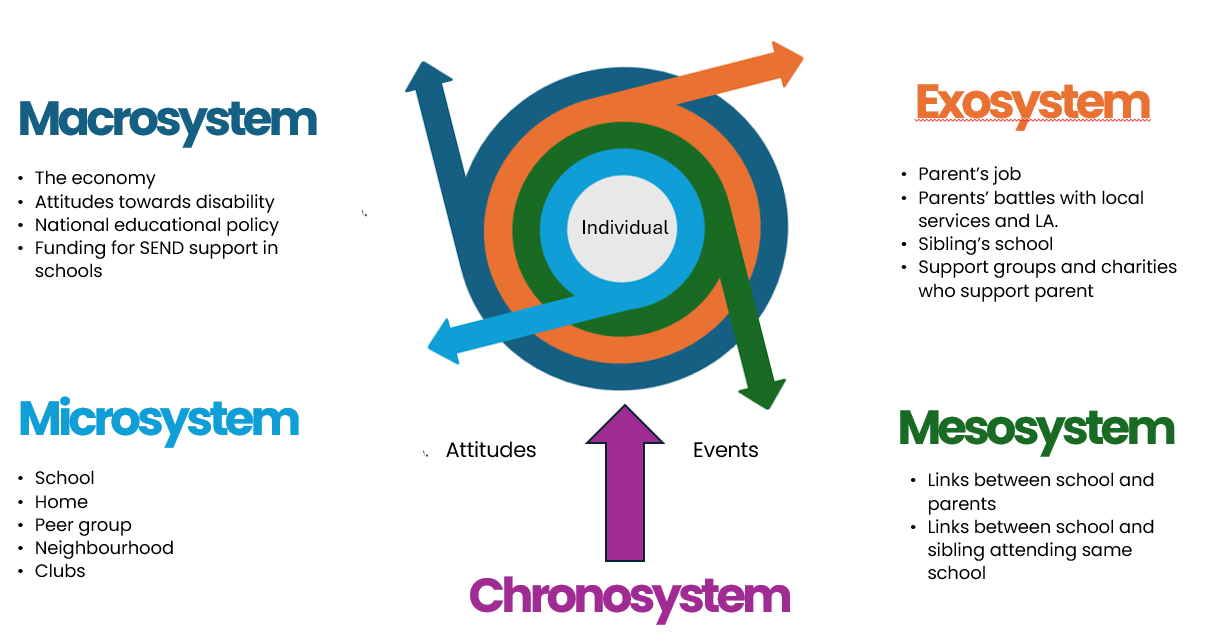 Macrosystem
• The economy
• Attitudes towards disability
• National educational policy
• Funding for SEND support in
schools
Individual
Exosystem
• Parent's job
• Parents' battles with local
services and LA.
• Sibling's school
• Support groups and charities
who support parent
Microsystem
• School
• Home
• Peer group
• Neighbourhood
• Clubs
Attitudes
Events
Chronosystem
Mesosystem
• Links between school and
parents
• Links between school and
sibling attending same
school